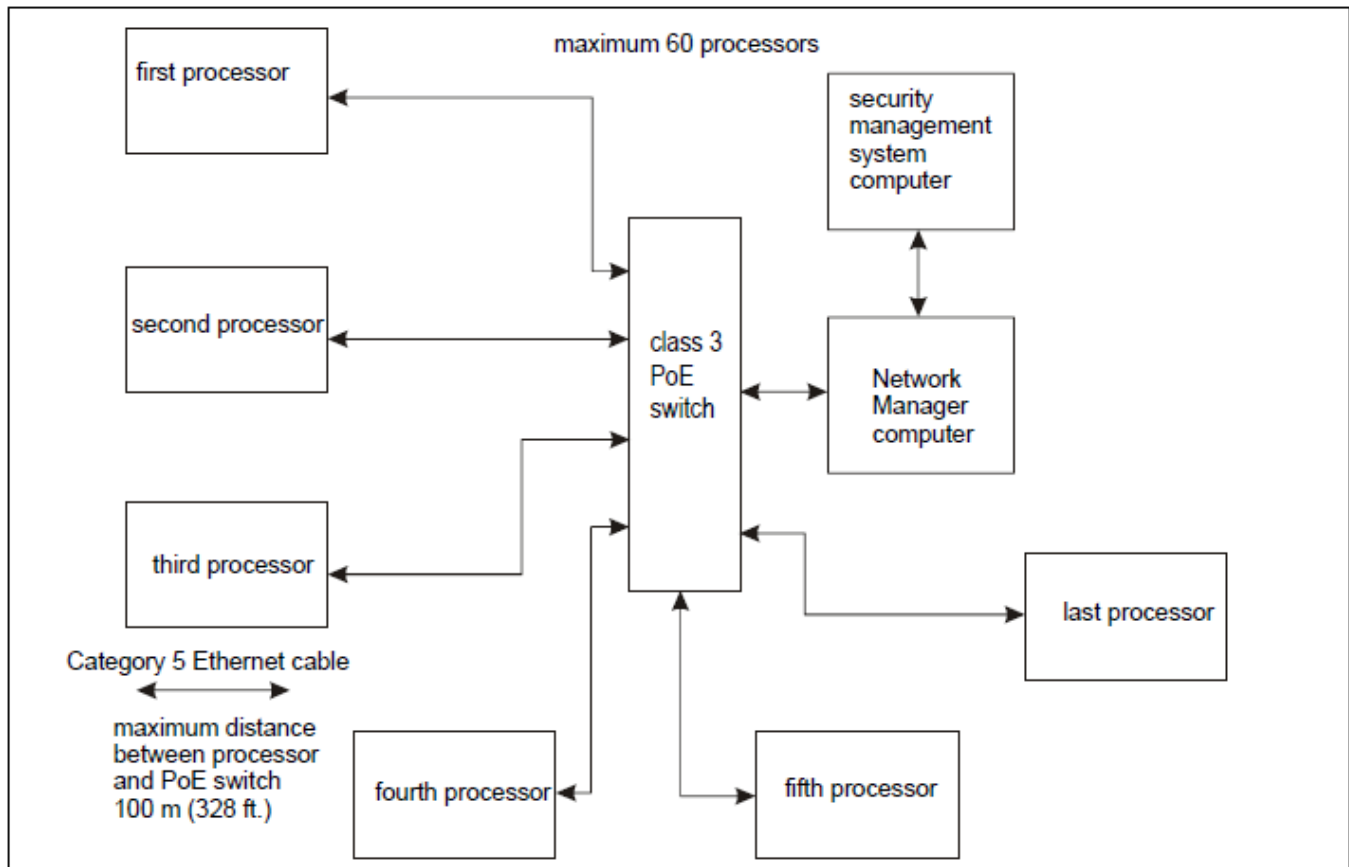 maximum 60 processors
first processor
security
management
system
computer
second processor
class 3
PoE
switch
Network
Manager
computer
third processor
last processor
Category 5 Ethernet cable
maximum distance
between processor
and PoE switch
100 m (328 ft.)
fourth processor
fifth processor